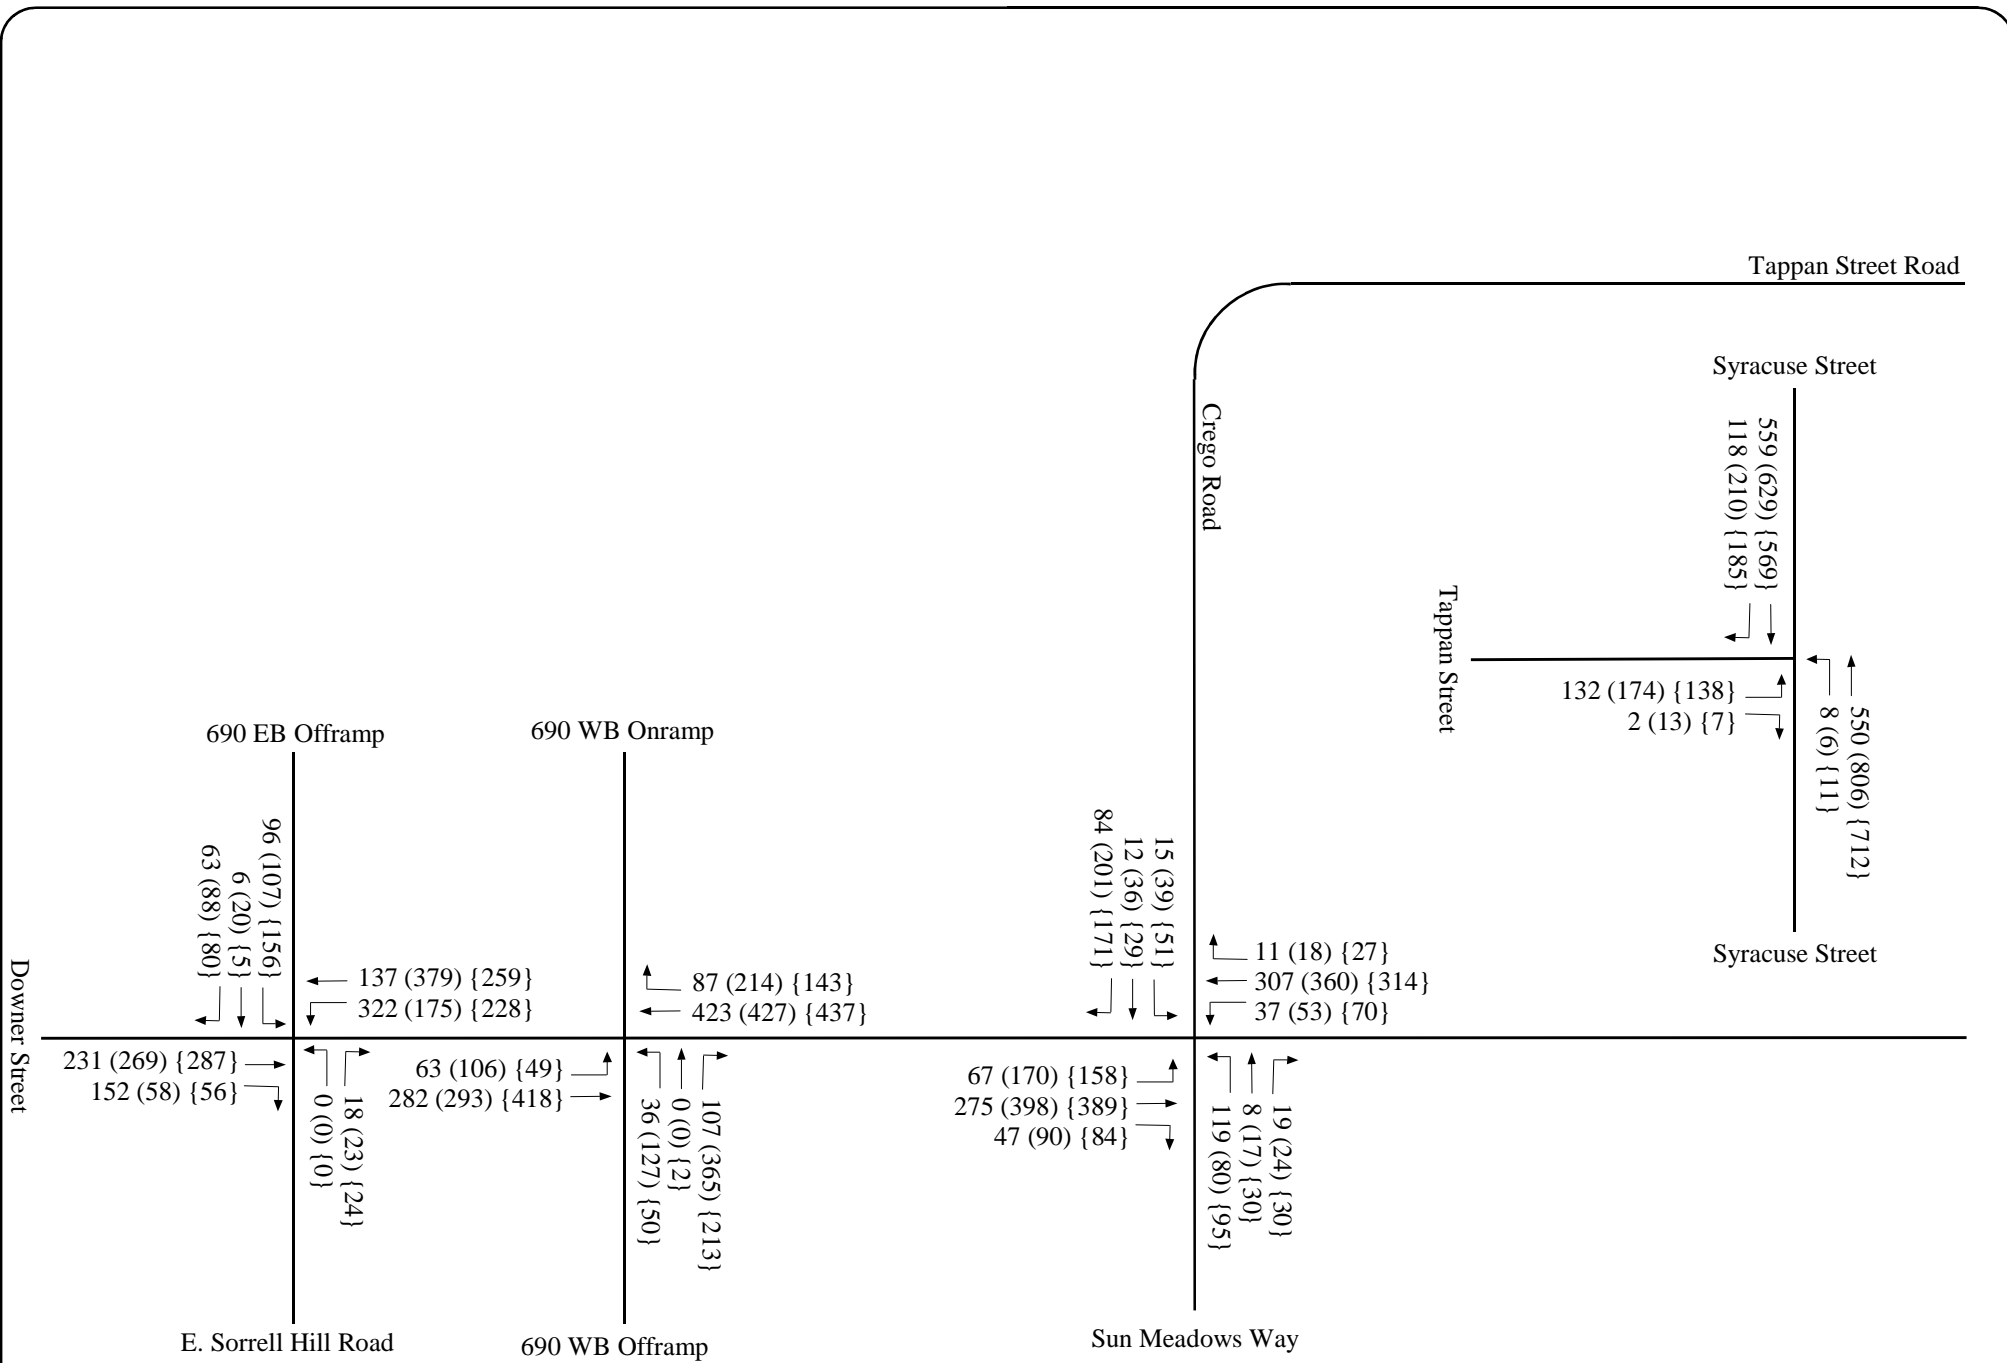 Tappan Street Road
Syracuse Street
559 (629) {569}
118 (210) {185}
Crego Road
Tappan Street
132 (174) {138}
2 (13) {7}
550 (806) {712}
8 (6) {11}
Syracuse Street
690 EB Offramp
690 WB Onramp
96 (107) {156}
6 (20) {5}
63 (88) {80}
137 (379) {259}
322 (175) {228}
87 (214) {143}
423 (427) {437}
15 (39) {51}
12 (36) {29}
84 (201) {171}
11 (18) {27}
307 (360) {314}
37 (53) {70}
Downer Street
231 (269) {287}
152 (58) {56}
18 (23) {24}
0 (0) {0}
63 (106) {49}
282 (293) {418}
107 (365) {213}
0 (0) {2}
36 (127) {50}
67 (170) {158}
275 (398) {389}
47 (90) {84}
19 (24) {30}
8 (17) {30}
119 (80) {95}
E. Sorrell Hill Road
690 WB Offramp
Sun Meadows Way